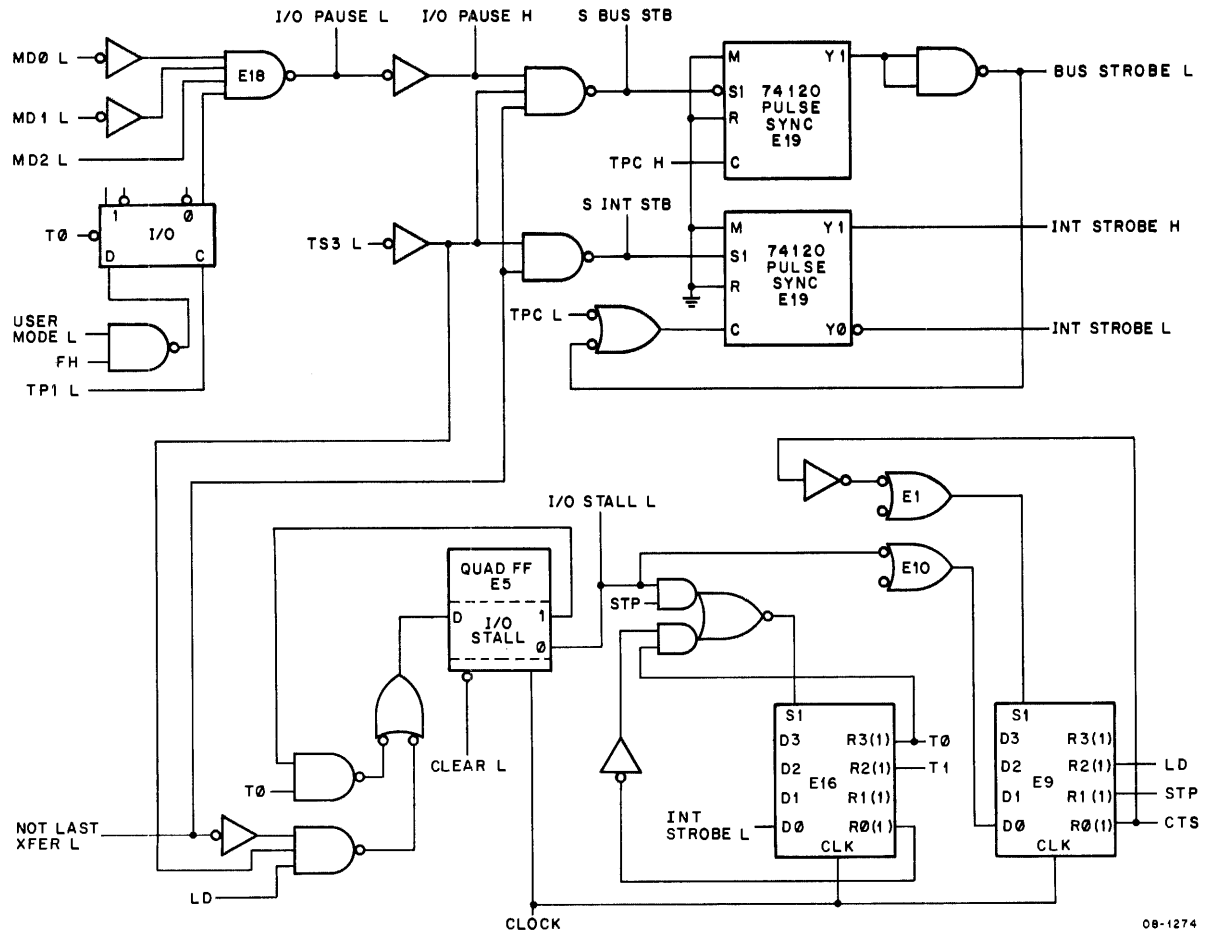 I/O PAUSE L
I/O PAUSE H
S BUS STB
MDØ L
E18
M
Y1
S1
74120
PULSE
SYNC
E19
R
C
BUS STROBE L
MD1 L
MD2 L
TPC H
1
Ø
TØ
I/O
D
C
S INT STB
TS3 L
M
Y1
INT STROBE H
S1
74120
PULSE
SYNC
E19
R
TPC L
C
YØ
INT STROBE L
USER
MODE L
FH
TP1 L
I/O STALL L
E1
QUAD FF
E5
E10
STP
D
1
I/O
STALL
Ø
S1
S1
D3
R3(1)
TØ
D3
R3(1)
CLEAR L
D2
R2(1)
T1
D2
R2(1)
LD
TØ
E16
E9
D1
R1(1)
D1
R1(1)
STP
NOT LAST
XFER L
INT
STROBE L
DØ
RØ(1)
DØ
RØ(1)
CTS
CLK
CLK
LD
CLOCK
08-1274